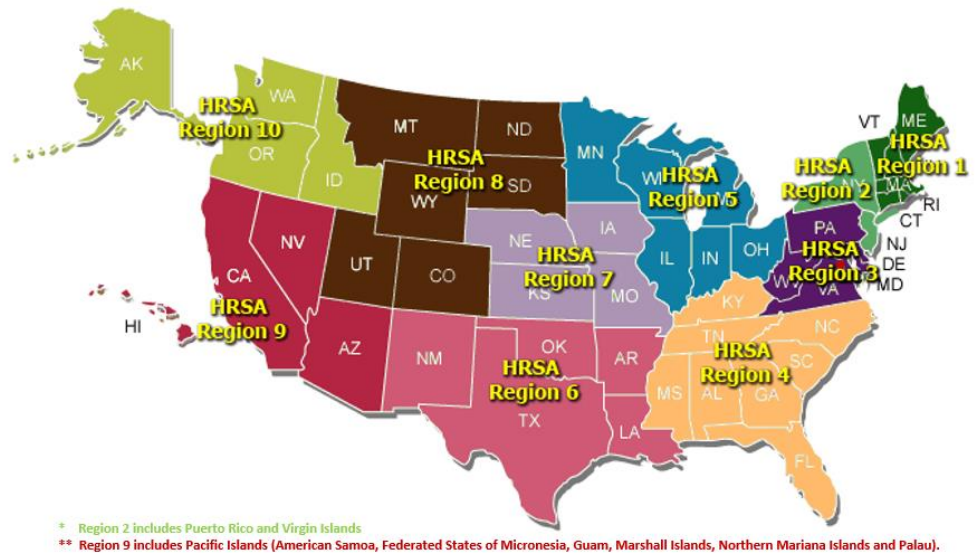 AK
HRSA
Region 10
WA
OR
ID
MT
ND
HRSA
Region 8
SD
WY
UT
CO
MN
HRSA
Region 5
IL
IN
OH
VT
ME
HRSA
Region 1
MA
RI
CT
HRSA
Region 2
NY
NJ
DE
MD
PA
HRSA
Region 3
VA
NE
IA
HRSA
Region 7
KS
MO
NV
CA
HRSA
Region 9
HI
AZ
NM
OK
AR
HRSA
Region 6
TX
LA
KY
TN
NC
HRSA
Region 4
SC
MS
AL
GA
FL
* Region 2 includes Puerto Rico and Virgin Islands
** Region 9 includes Pacific Islands (American Samoa, Federated States of Micronesia, Guam, Marshall Islands, Northern Mariana Islands and Palau).